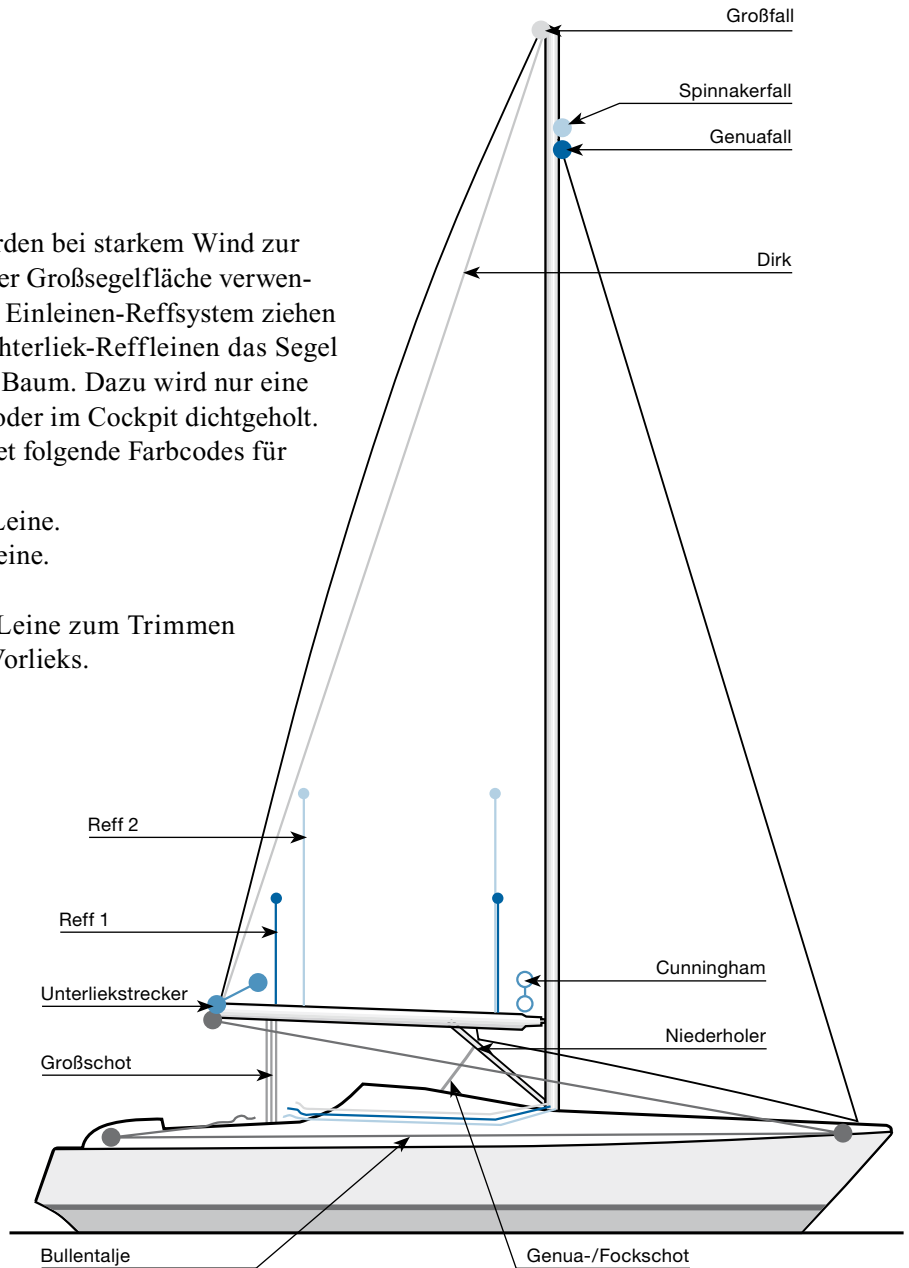 Großfall
Spinnakerfall
Genuafall
rden bei starkem Wind zur
er Großsegelfläche verwen-
Einleinen-Reffsystem ziehen
hterliek-Reffleinen das Segel
Baum. Dazu wird nur eine
oder im Cockpit dichtgeholt.
et folgende Farbcodes für
Leine.
eine.
Leine zum Trimmen
Vorlieks.
Dirk
Reff 2
Reff 1
Unterliekstrecker
Großschot
Cunningham
Niederholer
Bullentalje
Genua-/Fockschot